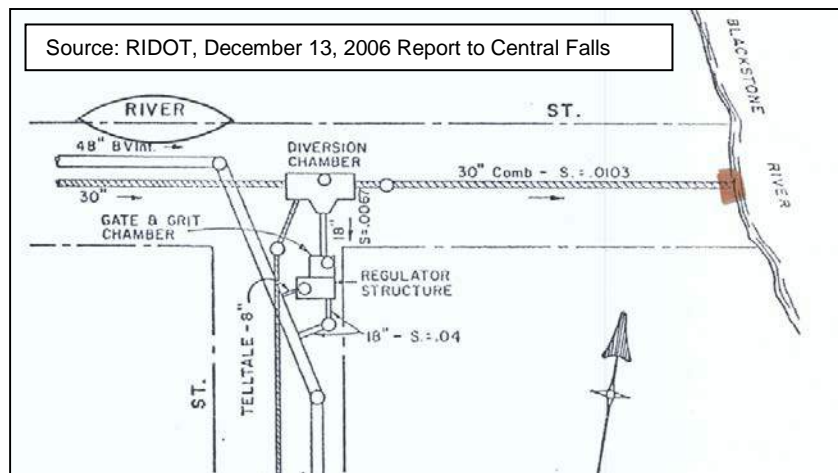 Source: RIDOT, December 13, 2006 Report to Central Falls
BLACKSTONE
RIVER
RIVER
ST.
48" BVInt.
DIVERSION
CHAMBER
30" Comb - S. = .0103
30"
18"
S=.0067
GATE & GRIT
CHAMBER
REGULATOR
STRUCTURE
TELLTALE - 8"
18" - S. = .04
ST.